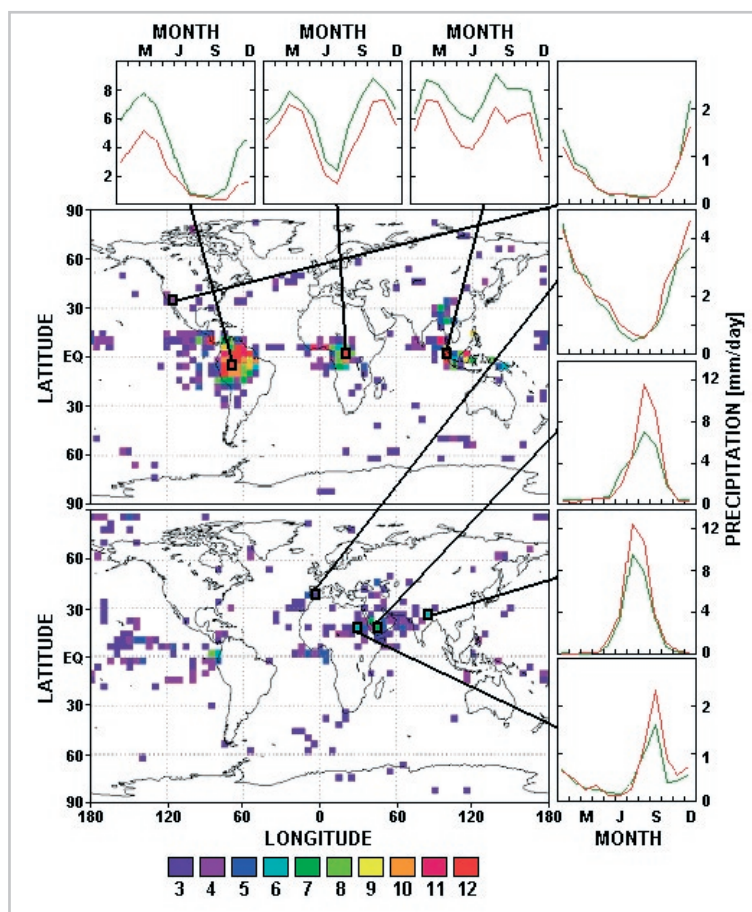 MONTH MONTH MONTH
M J S D M J S D M J S D
8
6
4
2
2
1
0
90
60
30
EQ
30
60
90
LATITUDE
4
2
0
12
8
4
0
PRECIPITATION [mm/day]
90
60
30
EQ
30
60
90
LATITUDE
12
8
4
0
2
1
0
180 120 60 0 60 120 180
LONGITUDE
M J S D
MONTH
3 4 5 6 7 8 9 10 11 12